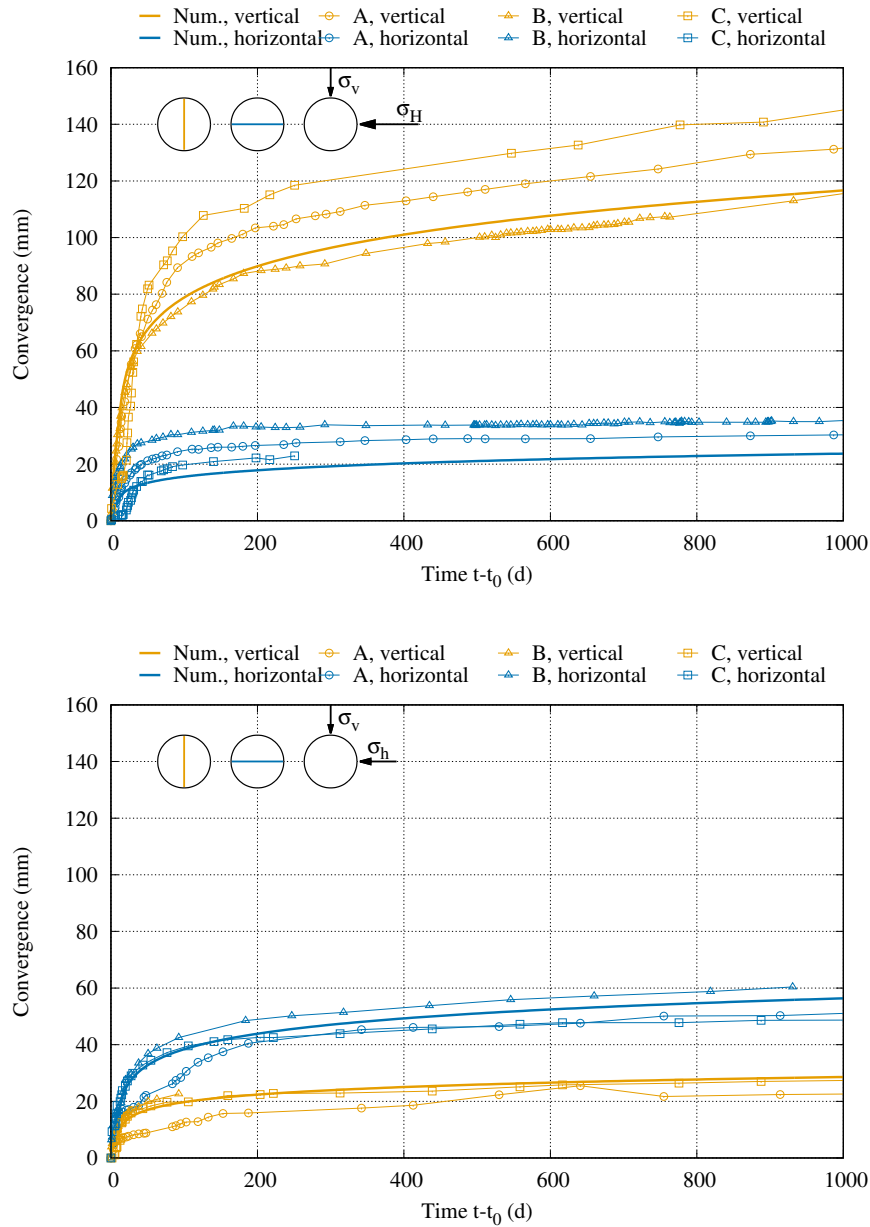 Num., vertical A, vertical B, vertical C, vertical
Num., horizontal A, horizontal B, horizontal C, horizontal
160
140
120
100
80
60
40
20
0
Convergence (mm)
σv
σH
0 200 400 600 800 1000
Time t-t0 (d)
Num., vertical A, vertical B, vertical C, vertical
Num., horizontal A, horizontal B, horizontal C, horizontal
160
140
120
100
80
60
40
20
0
Convergence (mm)
σv
σh
0 200 400 600 800 1000
Time t-t0 (d)